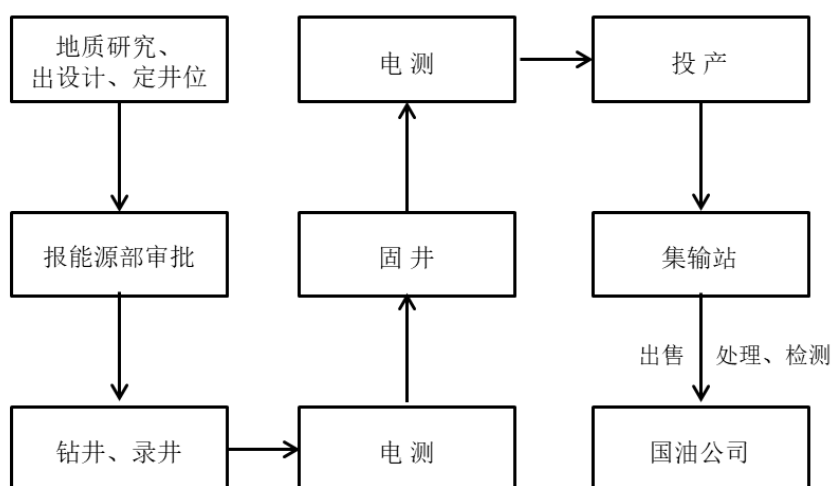 地质研究、
出设计、定井位
报能源部审批
钻井、录井
电 测
固 井
电 测
投 产
集输站
出售
处理、检测
国油公司